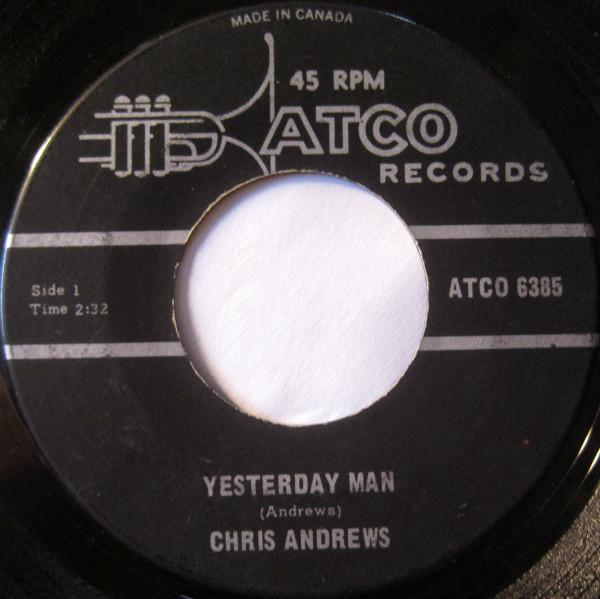 MADE IN CANADA
45 RPM
ATCO
RECORDS
Side 1
Time 2:32
ATCO 6385
YESTERDAY MAN
(Andrews)
CHRIS ANDREWS